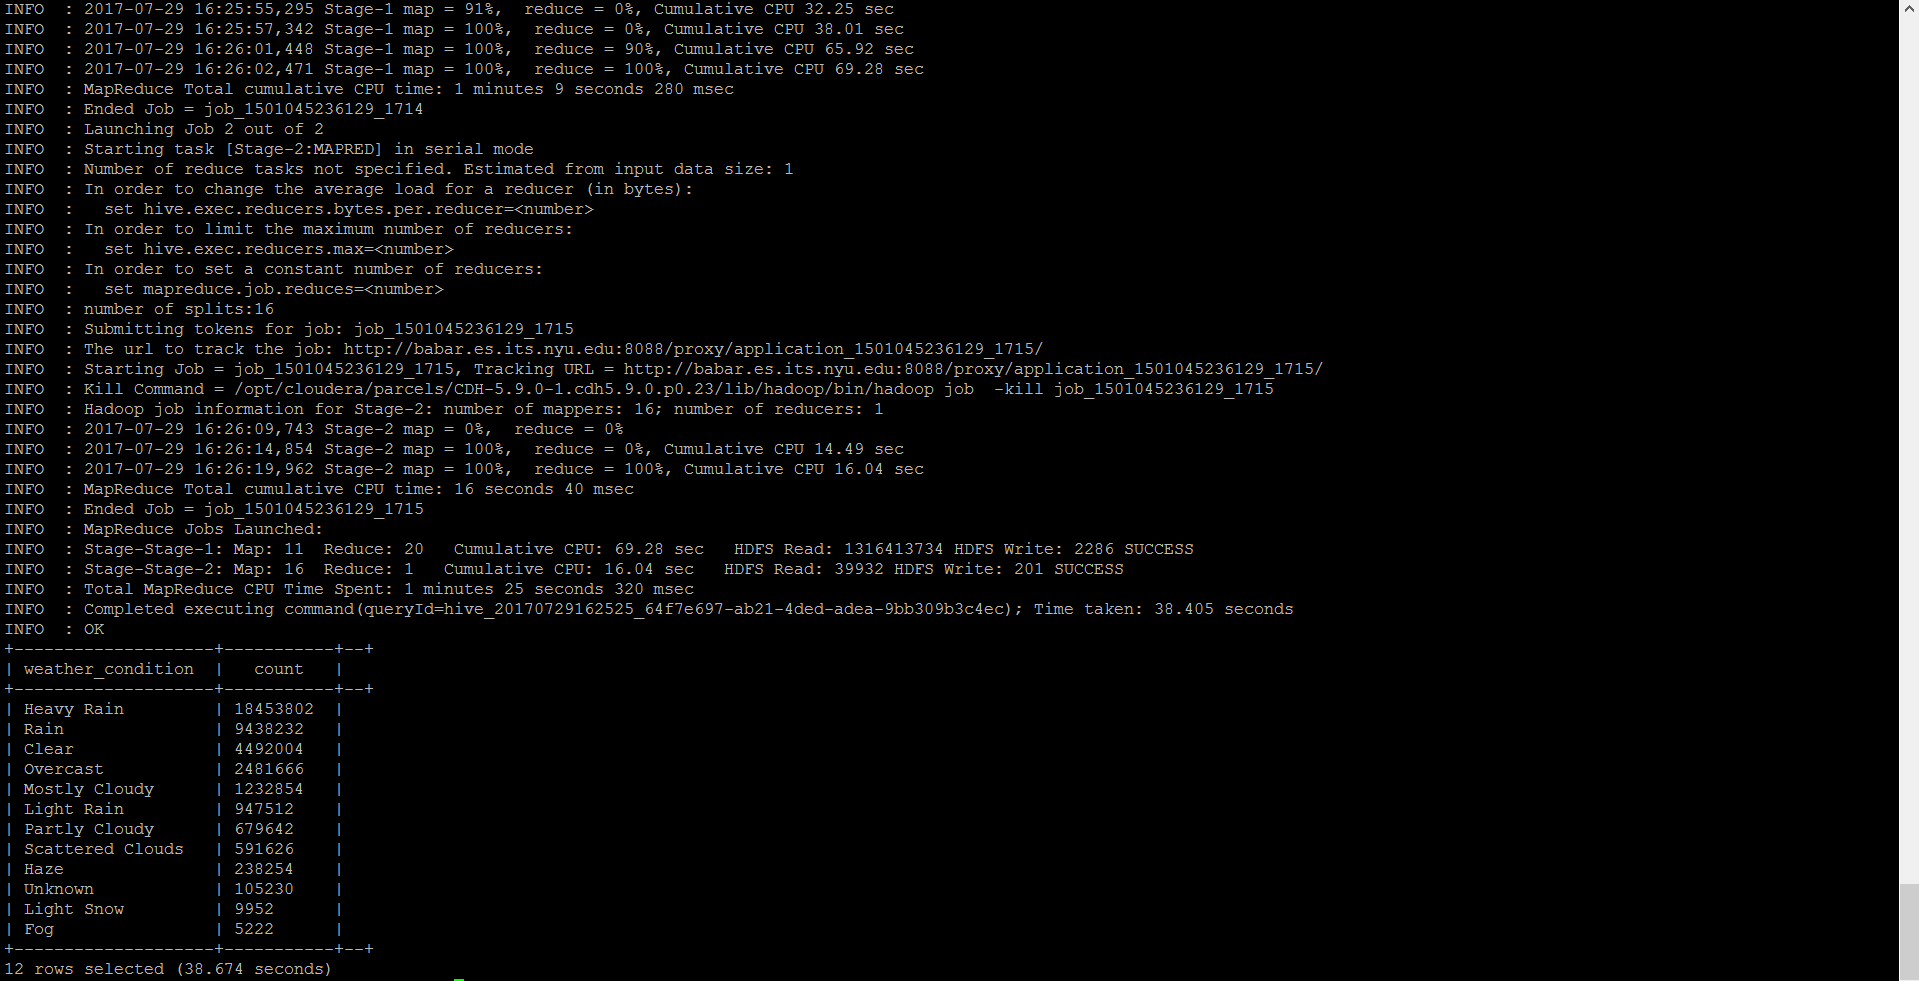 INFO  : 2017-07-29 16:25:55,295 Stage-1 map = 91%,  reduce = 0%, Cumulative CPU 32.25 sec
INFO  : 2017-07-29 16:25:57,342 Stage-1 map = 100%,  reduce = 0%, Cumulative CPU 38.01 sec
INFO  : 2017-07-29 16:26:01,448 Stage-1 map = 100%,  reduce = 90%, Cumulative CPU 65.92 sec
INFO  : 2017-07-29 16:26:02,471 Stage-1 map = 100%,  reduce = 100%, Cumulative CPU 69.28 sec
INFO  : MapReduce Total cumulative CPU time: 1 minutes 9 seconds 280 msec
INFO  : Ended Job = job_1501045236129_1714
INFO  : Launching Job 2 out of 2
INFO  : Starting task [Stage-2:MAPRED] in serial mode
INFO  : Number of reduce tasks not specified. Estimated from input data size: 1
INFO  : In order to change the average load for a reducer (in bytes):
INFO  :   set hive.exec.reducers.bytes.per.reducer=<number>
INFO  : In order to limit the maximum number of reducers:
INFO  :   set hive.exec.reducers.max=<number>
INFO  : In order to set a constant number of reducers:
INFO  :   set mapreduce.job.reduces=<number>
INFO  : number of splits:16
INFO  : Submitting tokens for job: job_1501045236129_1715
INFO  : The url to track the job: http://babar.es.its.nyu.edu:8088/proxy/application_1501045236129_1715/
INFO  : Starting Job = job_1501045236129_1715, Tracking URL = http://babar.es.its.nyu.edu:8088/proxy/application_1501045236129_1715/
INFO  : Kill Command = /opt/cloudera/parcels/CDH-5.9.0-1.cdh5.9.0.p0.23/lib/hadoop/bin/hadoop job  -kill job_1501045236129_1715
INFO  : Hadoop job information for Stage-2: number of mappers: 16; number of reducers: 1
INFO  : 2017-07-29 16:26:09,743 Stage-2 map = 0%,  reduce = 0%
INFO  : 2017-07-29 16:26:14,854 Stage-2 map = 100%,  reduce = 0%, Cumulative CPU 14.49 sec
INFO  : 2017-07-29 16:26:19,962 Stage-2 map = 100%,  reduce = 100%, Cumulative CPU 16.04 sec
INFO  : MapReduce Total cumulative CPU time: 16 seconds 40 msec
INFO  : Ended Job = job_1501045236129_1715
INFO  : MapReduce Jobs Launched:
INFO  : Stage-Stage-1: Map: 11  Reduce: 20   Cumulative CPU: 69.28 sec   HDFS Read: 1316413734 HDFS Write: 2286 SUCCESS
INFO  : Stage-Stage-2: Map: 16  Reduce: 1   Cumulative CPU: 16.04 sec   HDFS Read: 39932 HDFS Write: 201 SUCCESS
INFO  : Total MapReduce CPU Time Spent: 1 minutes 25 seconds 320 msec
INFO  : Completed executing command(queryId=hive_20170729162525_64f7e697-ab21-4ded-adea-9bb309b3c4ec); Time taken: 38.405 seconds
INFO  : OK
+--------------------+-----------+--+
| weather_condition  |   count   |
+--------------------+-----------+--+
| Heavy Rain         | 18453802  |
| Rain               | 9438232   |
| Clear              | 4492004   |
| Overcast           | 2481666   |
| Mostly Cloudy      | 1232854   |
| Light Rain         | 947512    |
| Partly Cloudy      | 679642    |
| Scattered Clouds   | 591626    |
| Haze               | 238254    |
| Unknown            | 105230    |
| Light Snow         | 9952      |
| Fog                | 5222      |
+--------------------+-----------+--+
12 rows selected (38.674 seconds)